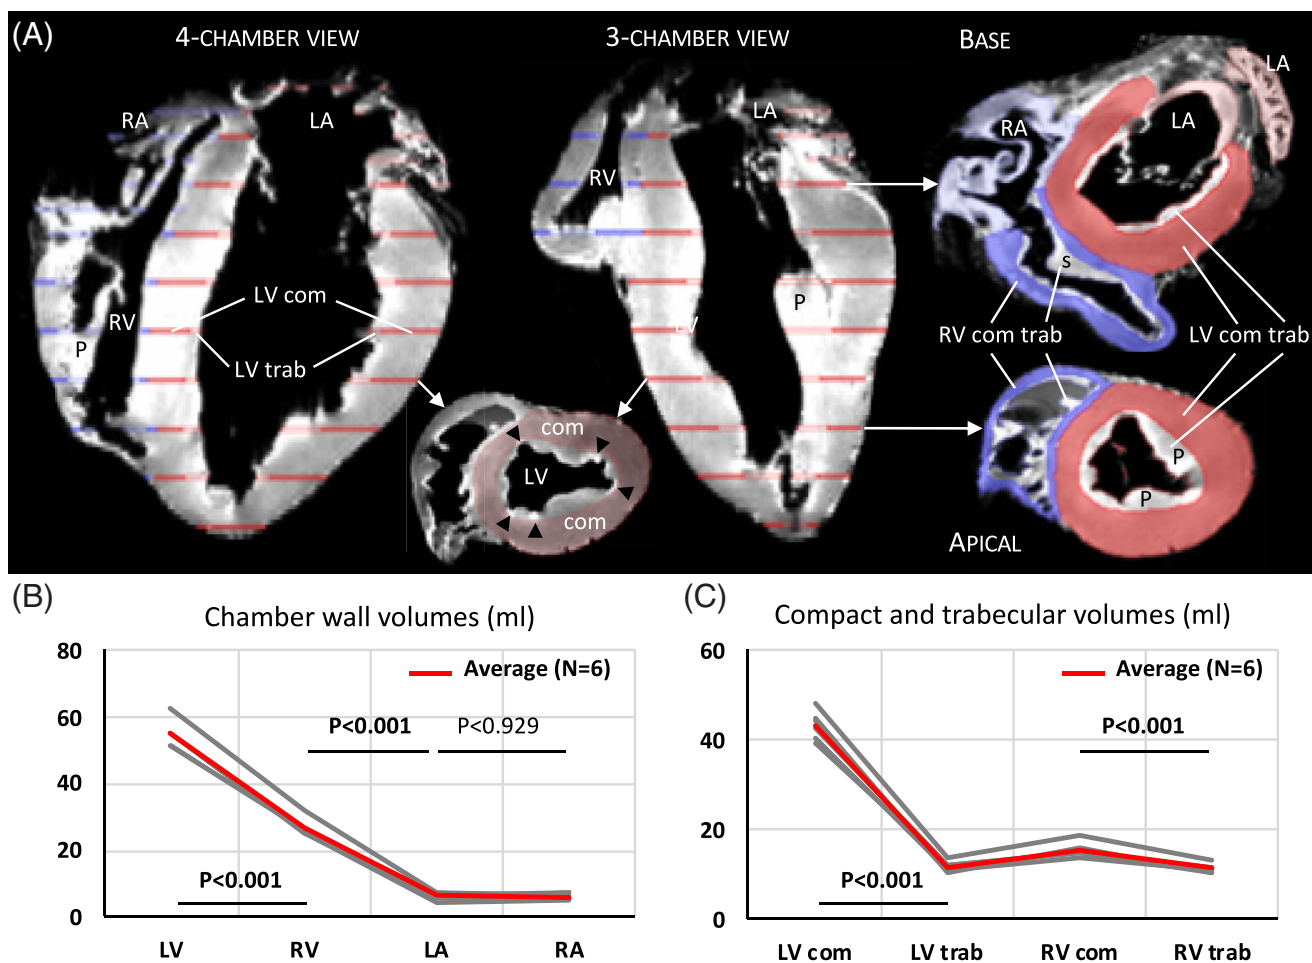 (A)
4-CHAMBER VIEW
3-CHAMBER VIEW
BASE
RA
LA
LA
RV
RA
LA
LA
S
LV com
RV
P
LV trab
P
LV
RV com trab
LV com trab
com
LV
com
P
P
APICAL
(B)
Chamber wall volumes (ml)
80
60
40
20
0
Average (N=6)
P<0.001
P<0.929
P<0.001
LV
RV
LA
RA
(C)
Compact and trabecular volumes (ml)
60
40
20
0
Average (N=6)
P<0.001
P<0.001
LV com
LV trab
RV com
RV trab